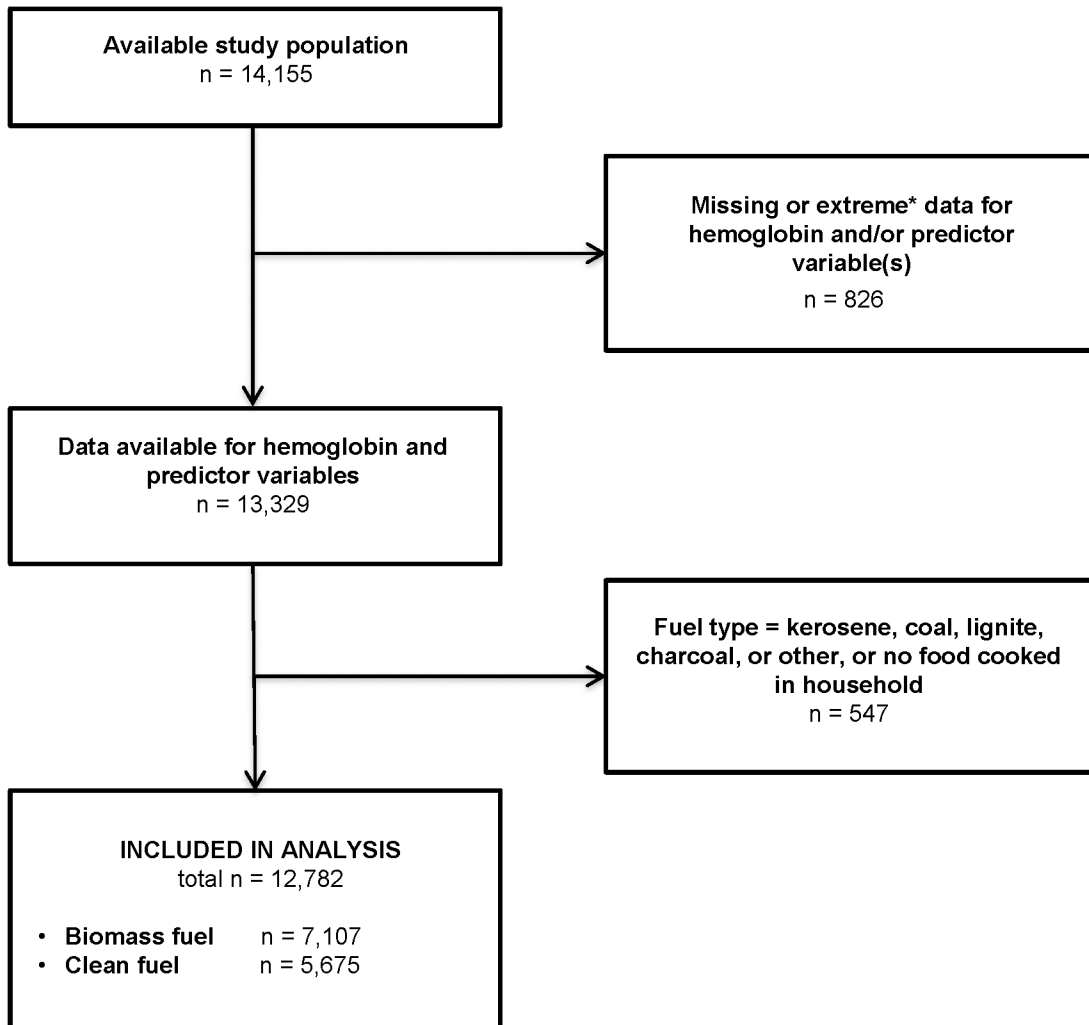 Available study population
n = 14,155
Missing or extreme* data for
hemoglobin and/or predictor
variable(s)
n = 826
Data available for hemoglobin and
predictor variables
n = 13,329
Fuel type = kerosene, coal, lignite,
charcoal, or other, or no food cooked
in household
n = 547
INCLUDED IN ANALYSIS
total n = 12,782
• Biomass fuel n = 7,107
• Clean fuel n = 5,675